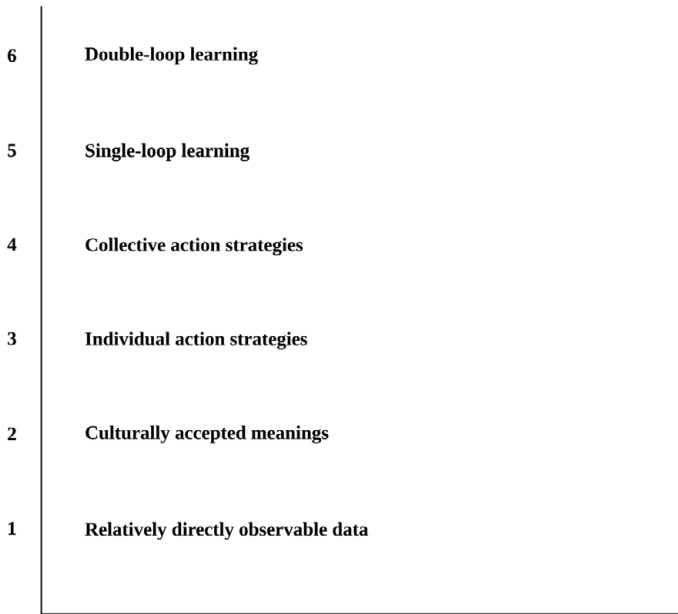 6 Double-loop learning
5 Single-loop learning
4 Collective action strategies
3 Individual action strategies
2 Culturally accepted meanings
1 Relatively directly observable data